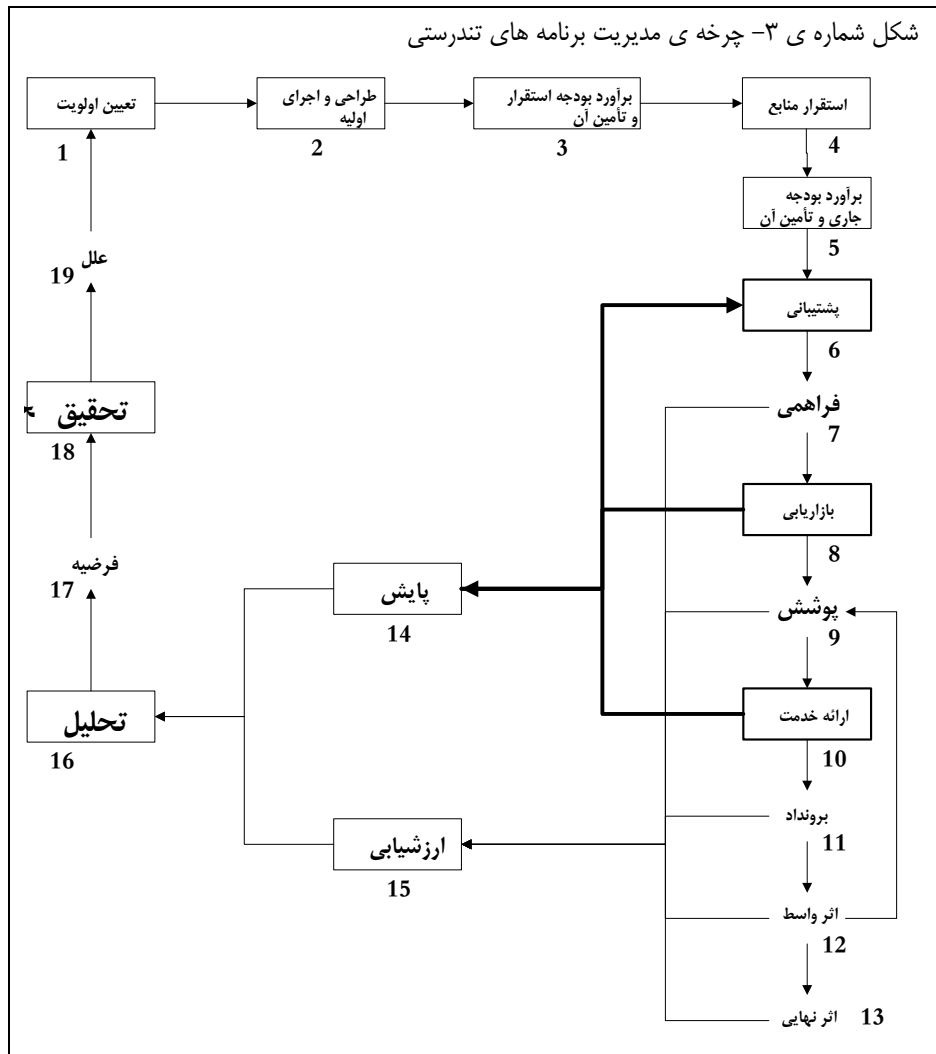 شکل شماره ی ۳- چرخه ی مدیریت برنامه های تندرستی
تعیین اولویت
1
طراحی و اجرای
اولیه
2
برآورد بودجه استقرار
و تأمین آن
3
استقرار منابع
4
برآورد بودجه
جاری و تأمین آن
5
پشتیبانی
6
فراهمی
7
بازاریابی
8
پوشش
9
ارائه خدمت
10
برونداد
11
اثر واسط
12
اثر نهایی
13
پایش
14
ارزشیابی
15
تحلیل
16
فرضیه
17
تحقیق
18
علل
19